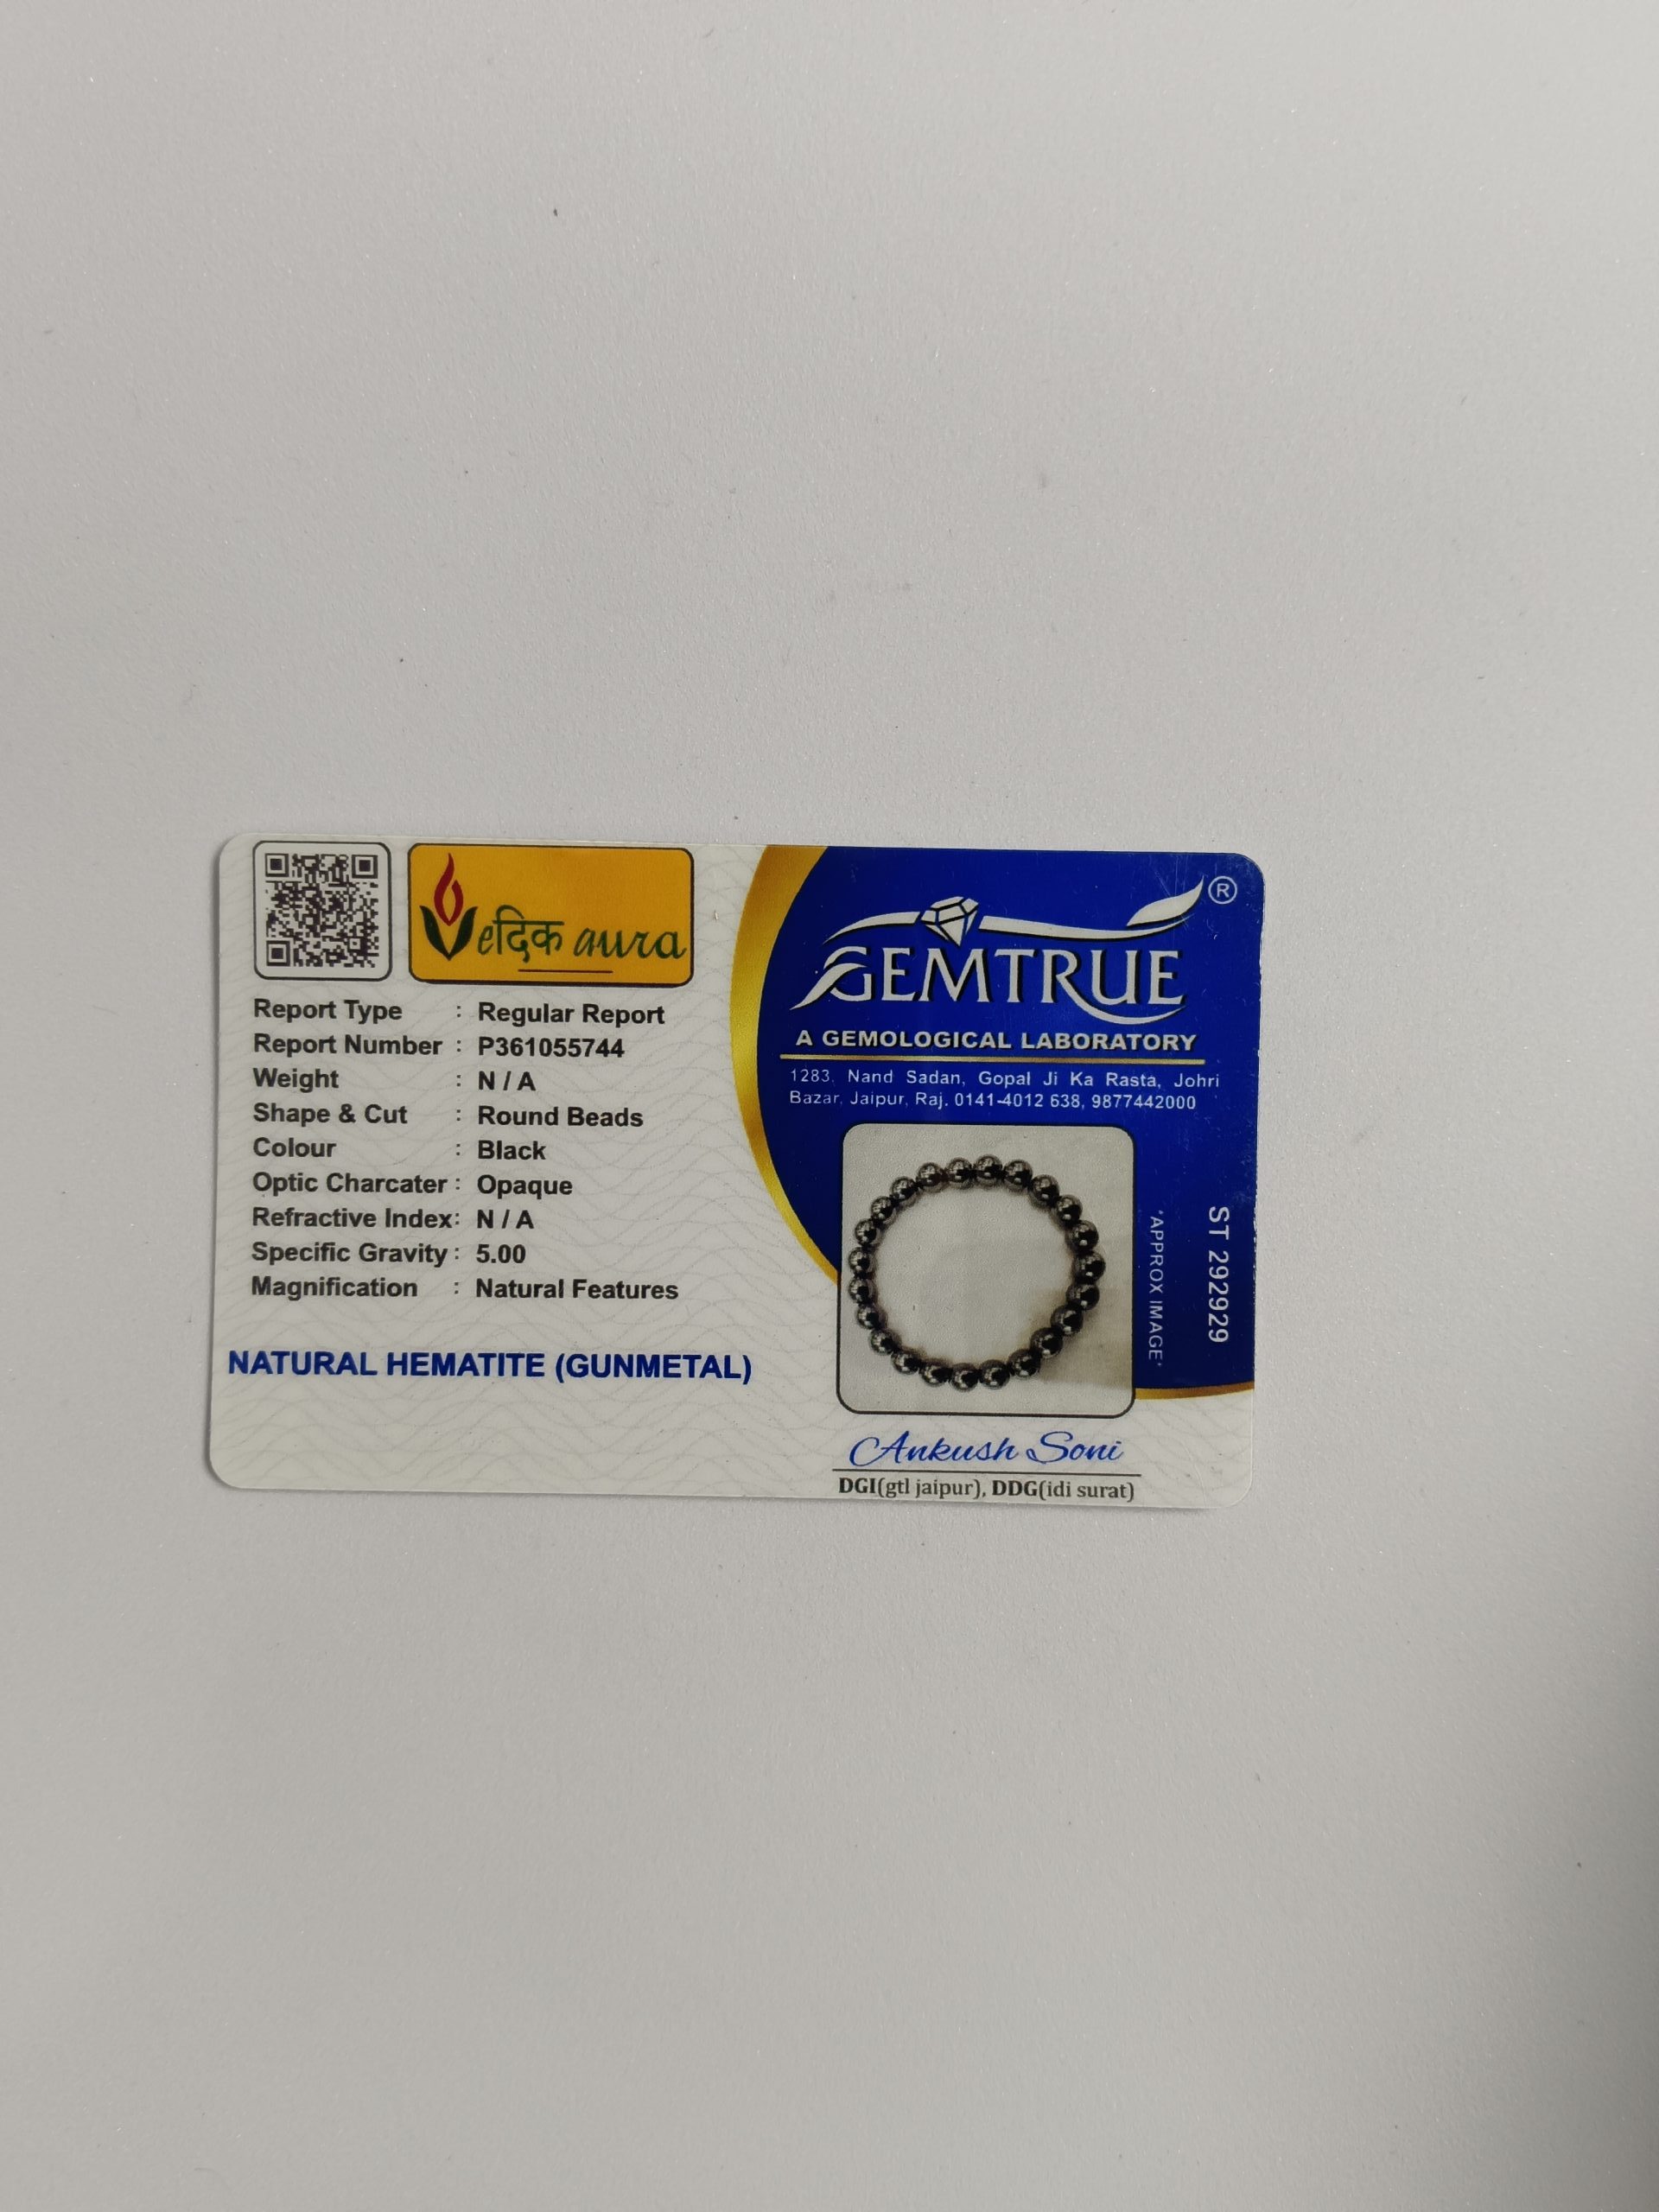 Vedिक aura
Report Type : Regular Report
Report Number : P361055744
Weight : N / A
Shape & Cut : Round Beads
Colour : Black
Optic Charcater : Opaque
Refractive Index: N / A
Specific Gravity : 5.00
Magnification : Natural Features
NATURAL HEMATITE (GUNMETAL)
GEMTRUE ®
A GEMOLOGICAL LABORATORY
1283, Nand Sadan, Gopal Ji Ka Rasta, Johri
Bazar, Jaipur, Raj. 0141-4012 638, 9877442000
*APPROX IMAGE*
ST 292929
Ankush Soni
DGI(gtl jaipur), DDG(idi surat)